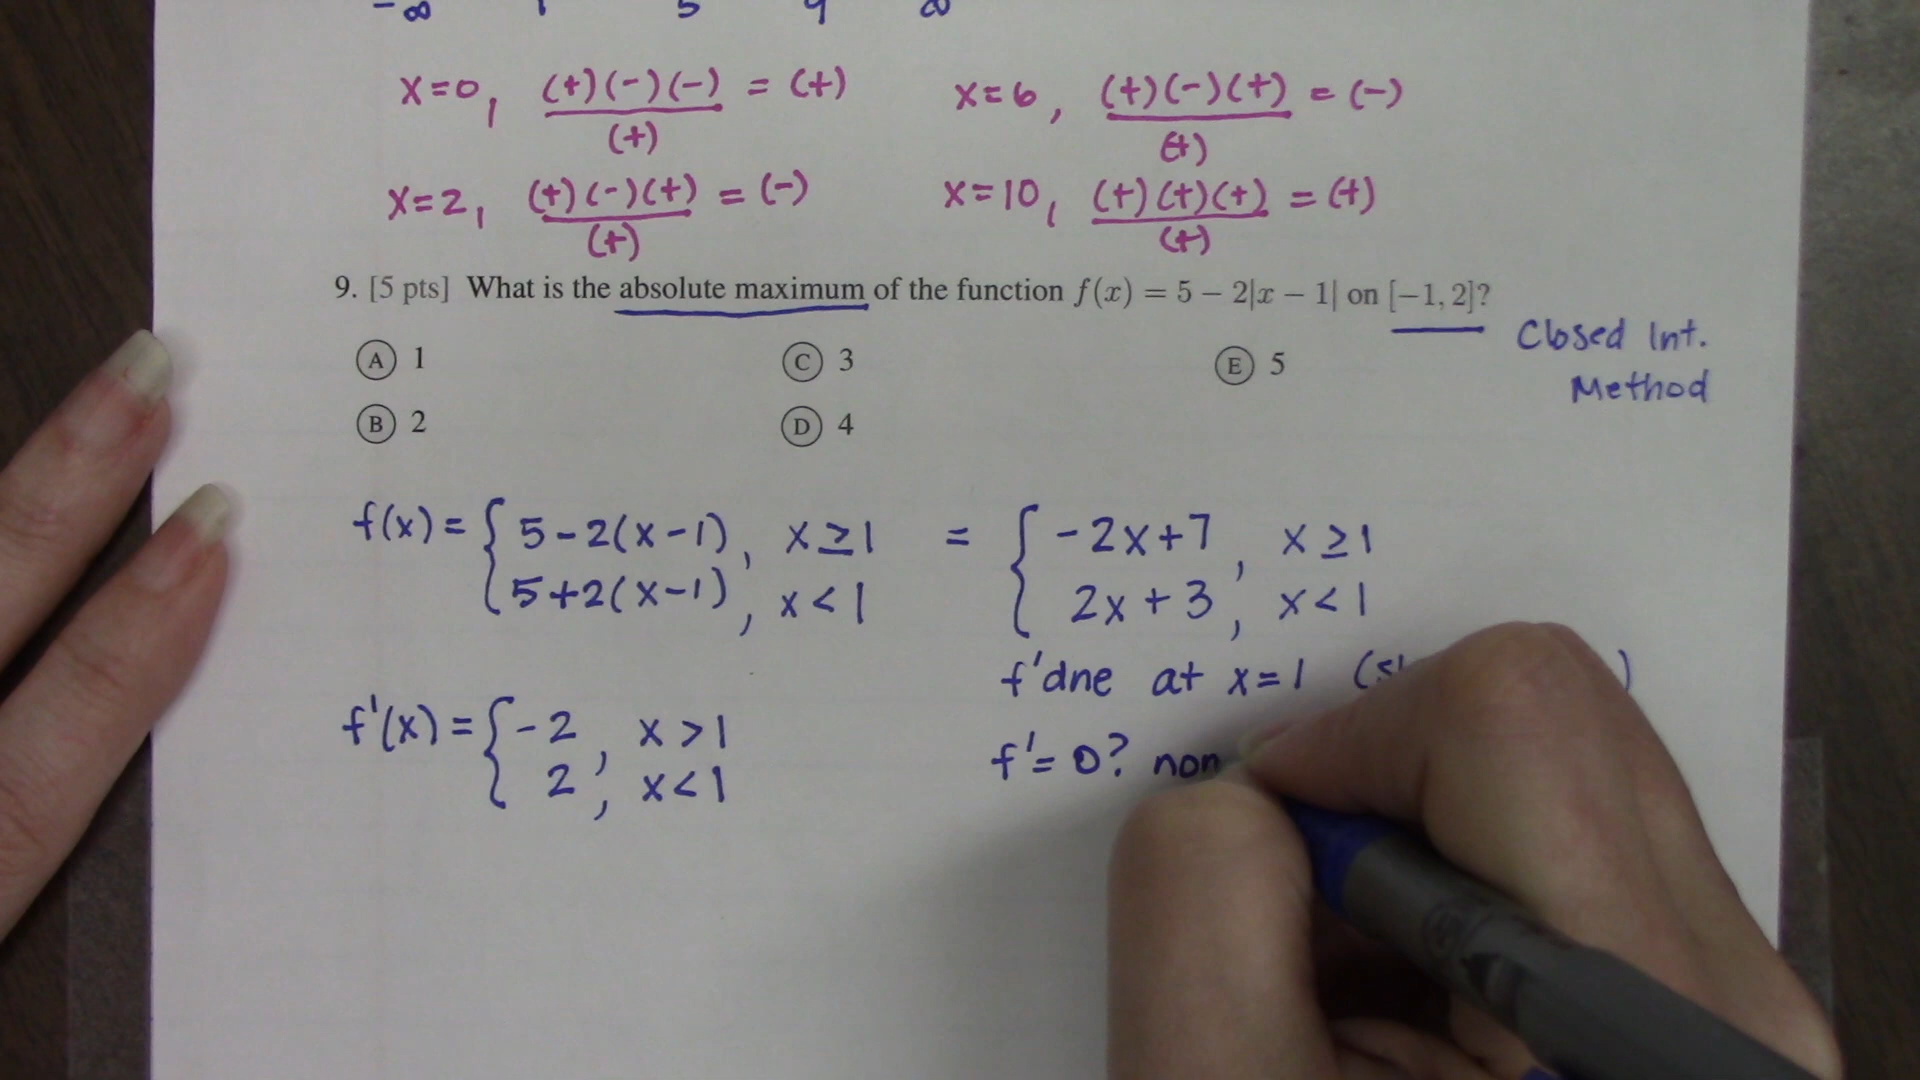 -∞ 5 9 ∞
x=0, (+)(-)(-)/(+) = (+)
x=6, (+)(-)(+)/(+) = (-)
x=2, (+)(-)(+)/(+) = (-)
x=10, (+)(+)(+)/(+) = (+)
9. [5 pts] What is the absolute maximum of the function f(x) = 5 − 2|x − 1| on [−1, 2]?
Closed Int.
Method
A 1
C 3
E 5
B 2
D 4
f(x) = { 5-2(x-1), x≥1 = { -2x+7, x≥1
5+2(x-1), x<1 2x+3, x<1
f'dne at x=1
f'(x) = { -2, x>1
2, x<1
f'=0?